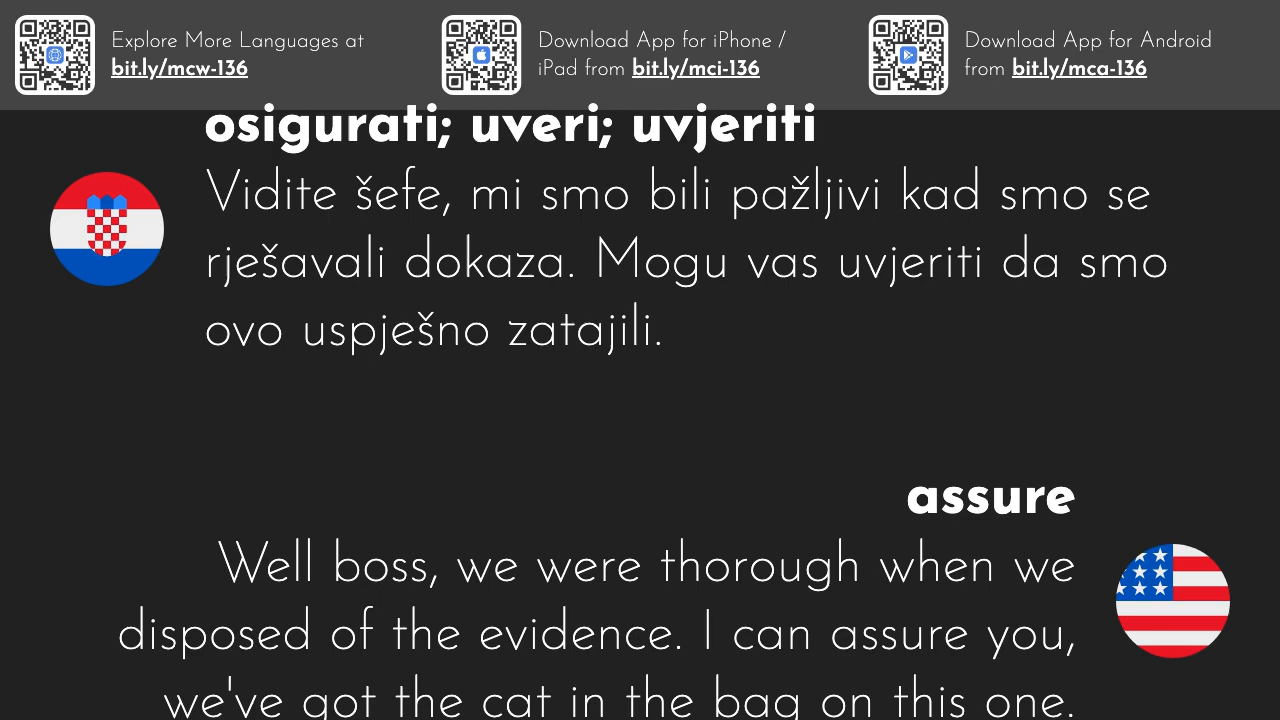 Explore More Languages at
bit.ly/mcw-136
Download App for iPhone /
iPad from bit.ly/mci-136
Download App for Android
from bit.ly/mca-136
osigurati; uveri; uvjeriti
Vidite šefe, mi smo bili pažljivi kad smo se
rješavali dokaza. Mogu vas uvjeriti da smo
ovo uspješno zatajili.
assure
Well boss, we were thorough when we
disposed of the evidence. I can assure you,
we've got the cat in the bag on this one.